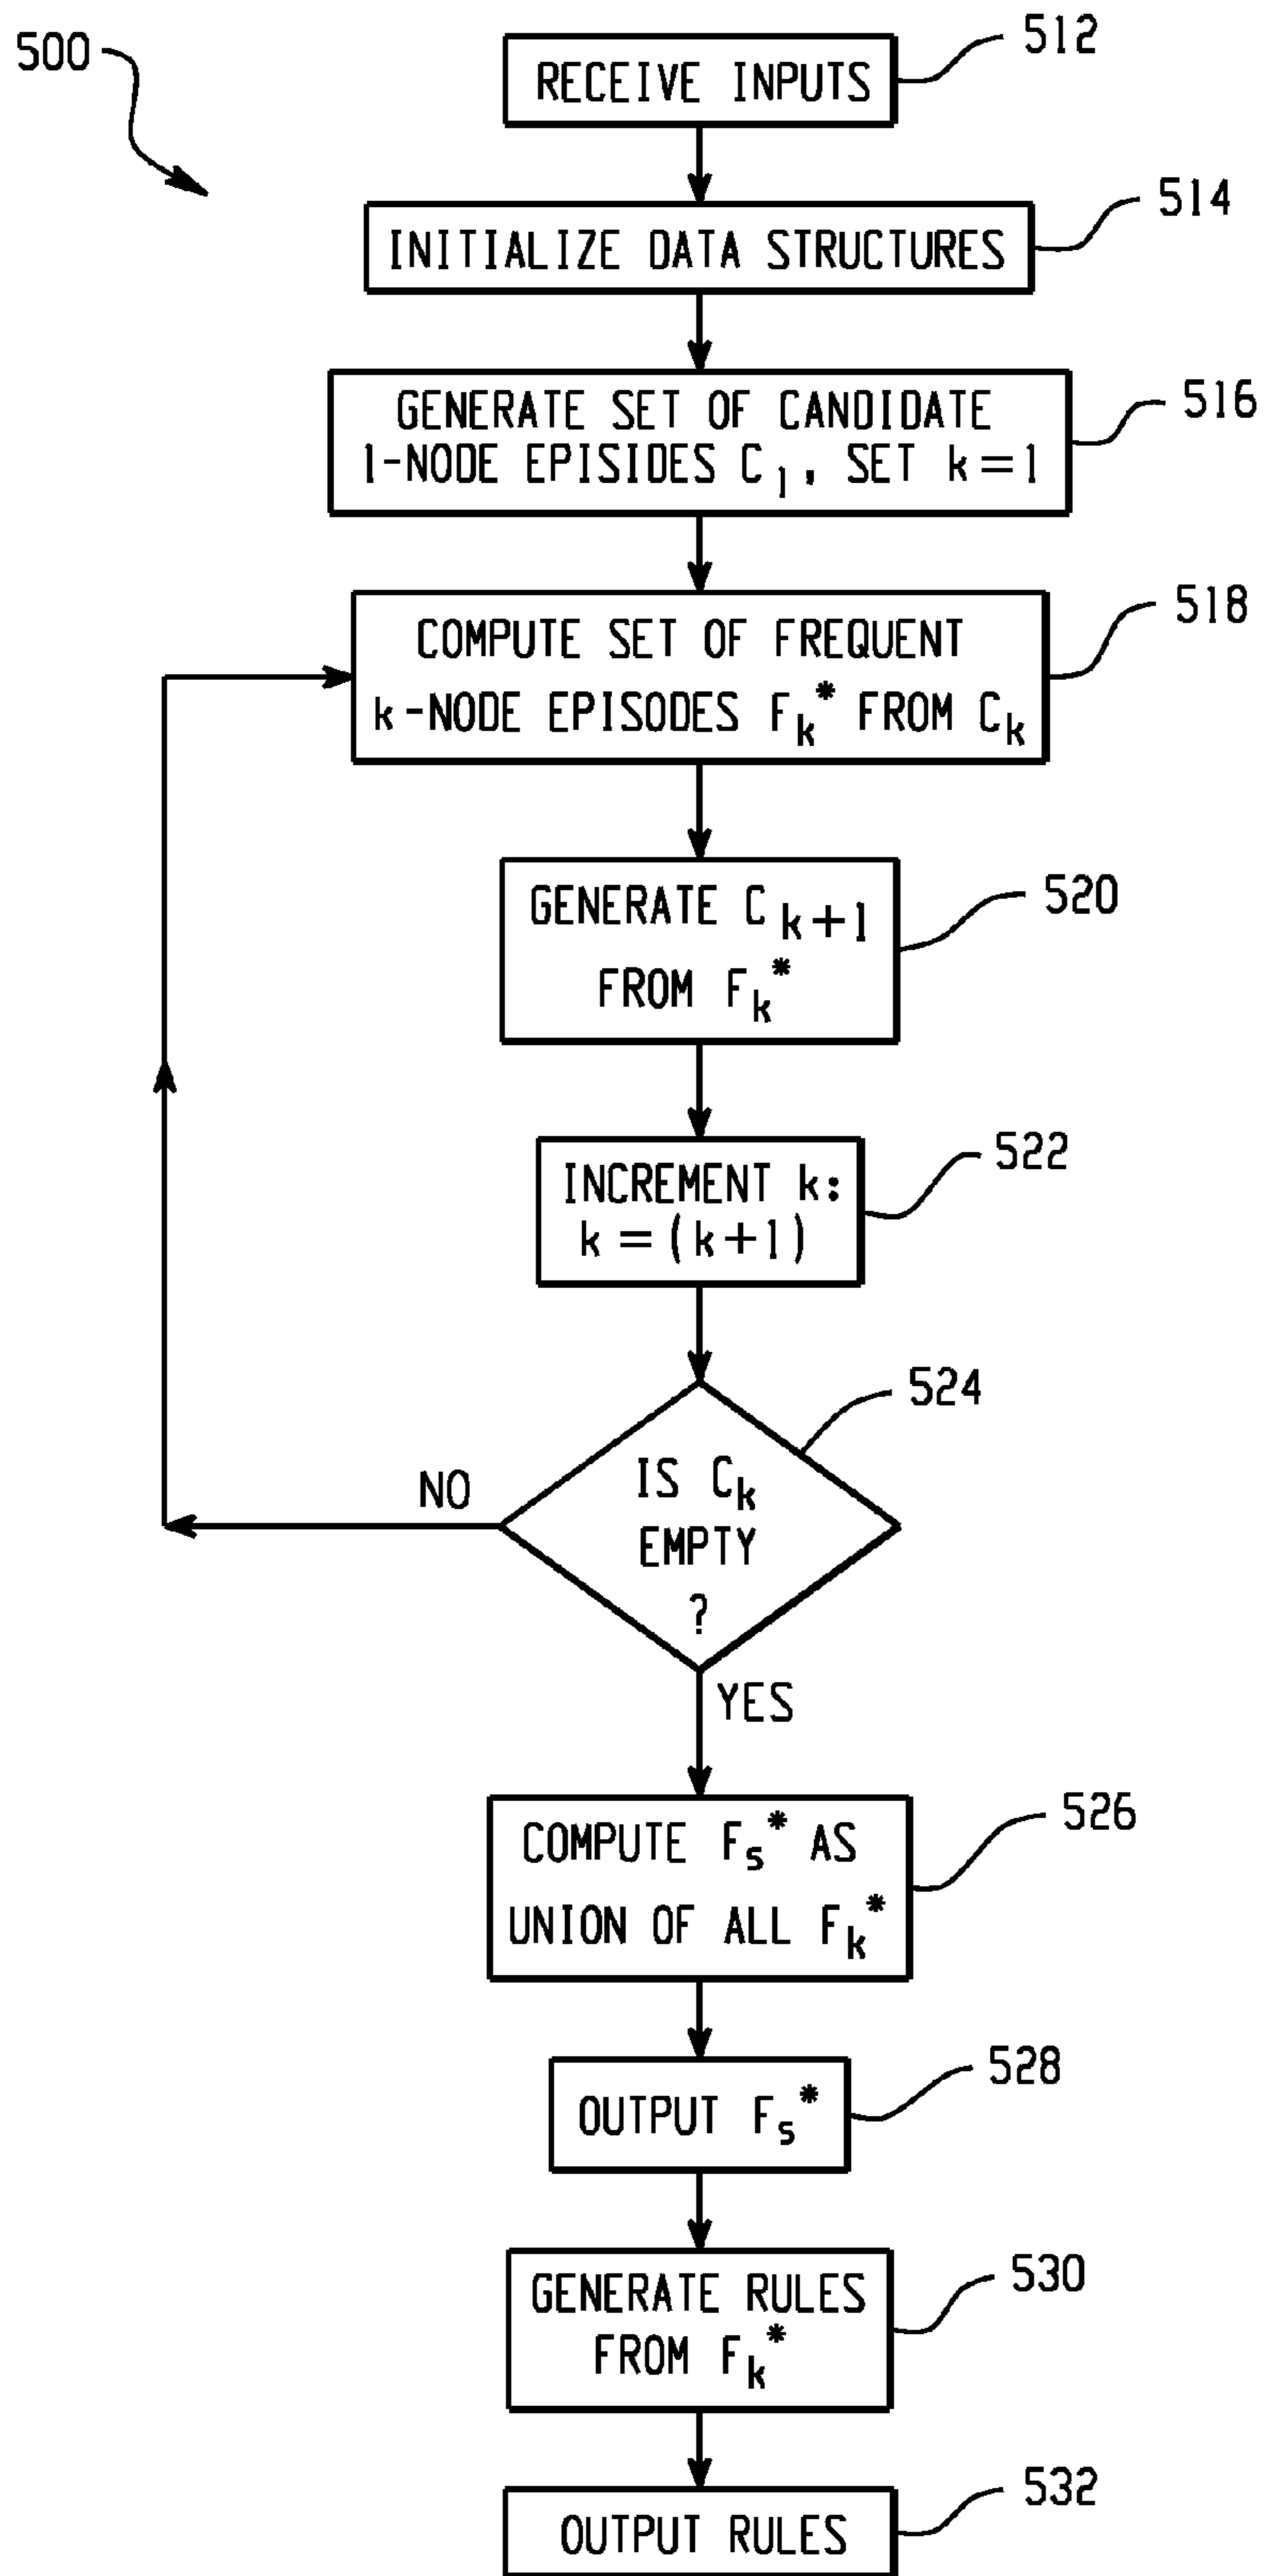 500
RECEIVE INPUTS
512
INITIALIZE DATA STRUCTURES
514
GENERATE SET OF CANDIDATE
1-NODE EPISIDES C1, SET k=1
516
COMPUTE SET OF FREQUENT
k-NODE EPISODES Fk* FROM Ck
518
GENERATE Ck+1
FROM Fk*
520
INCREMENT k:
k=(k+1)
522
IS Ck
EMPTY
?
524
NO
YES
COMPUTE Fs* AS
UNION OF ALL Fk*
526
OUTPUT Fs*
528
GENERATE RULES
FROM Fk*
530
OUTPUT RULES
532